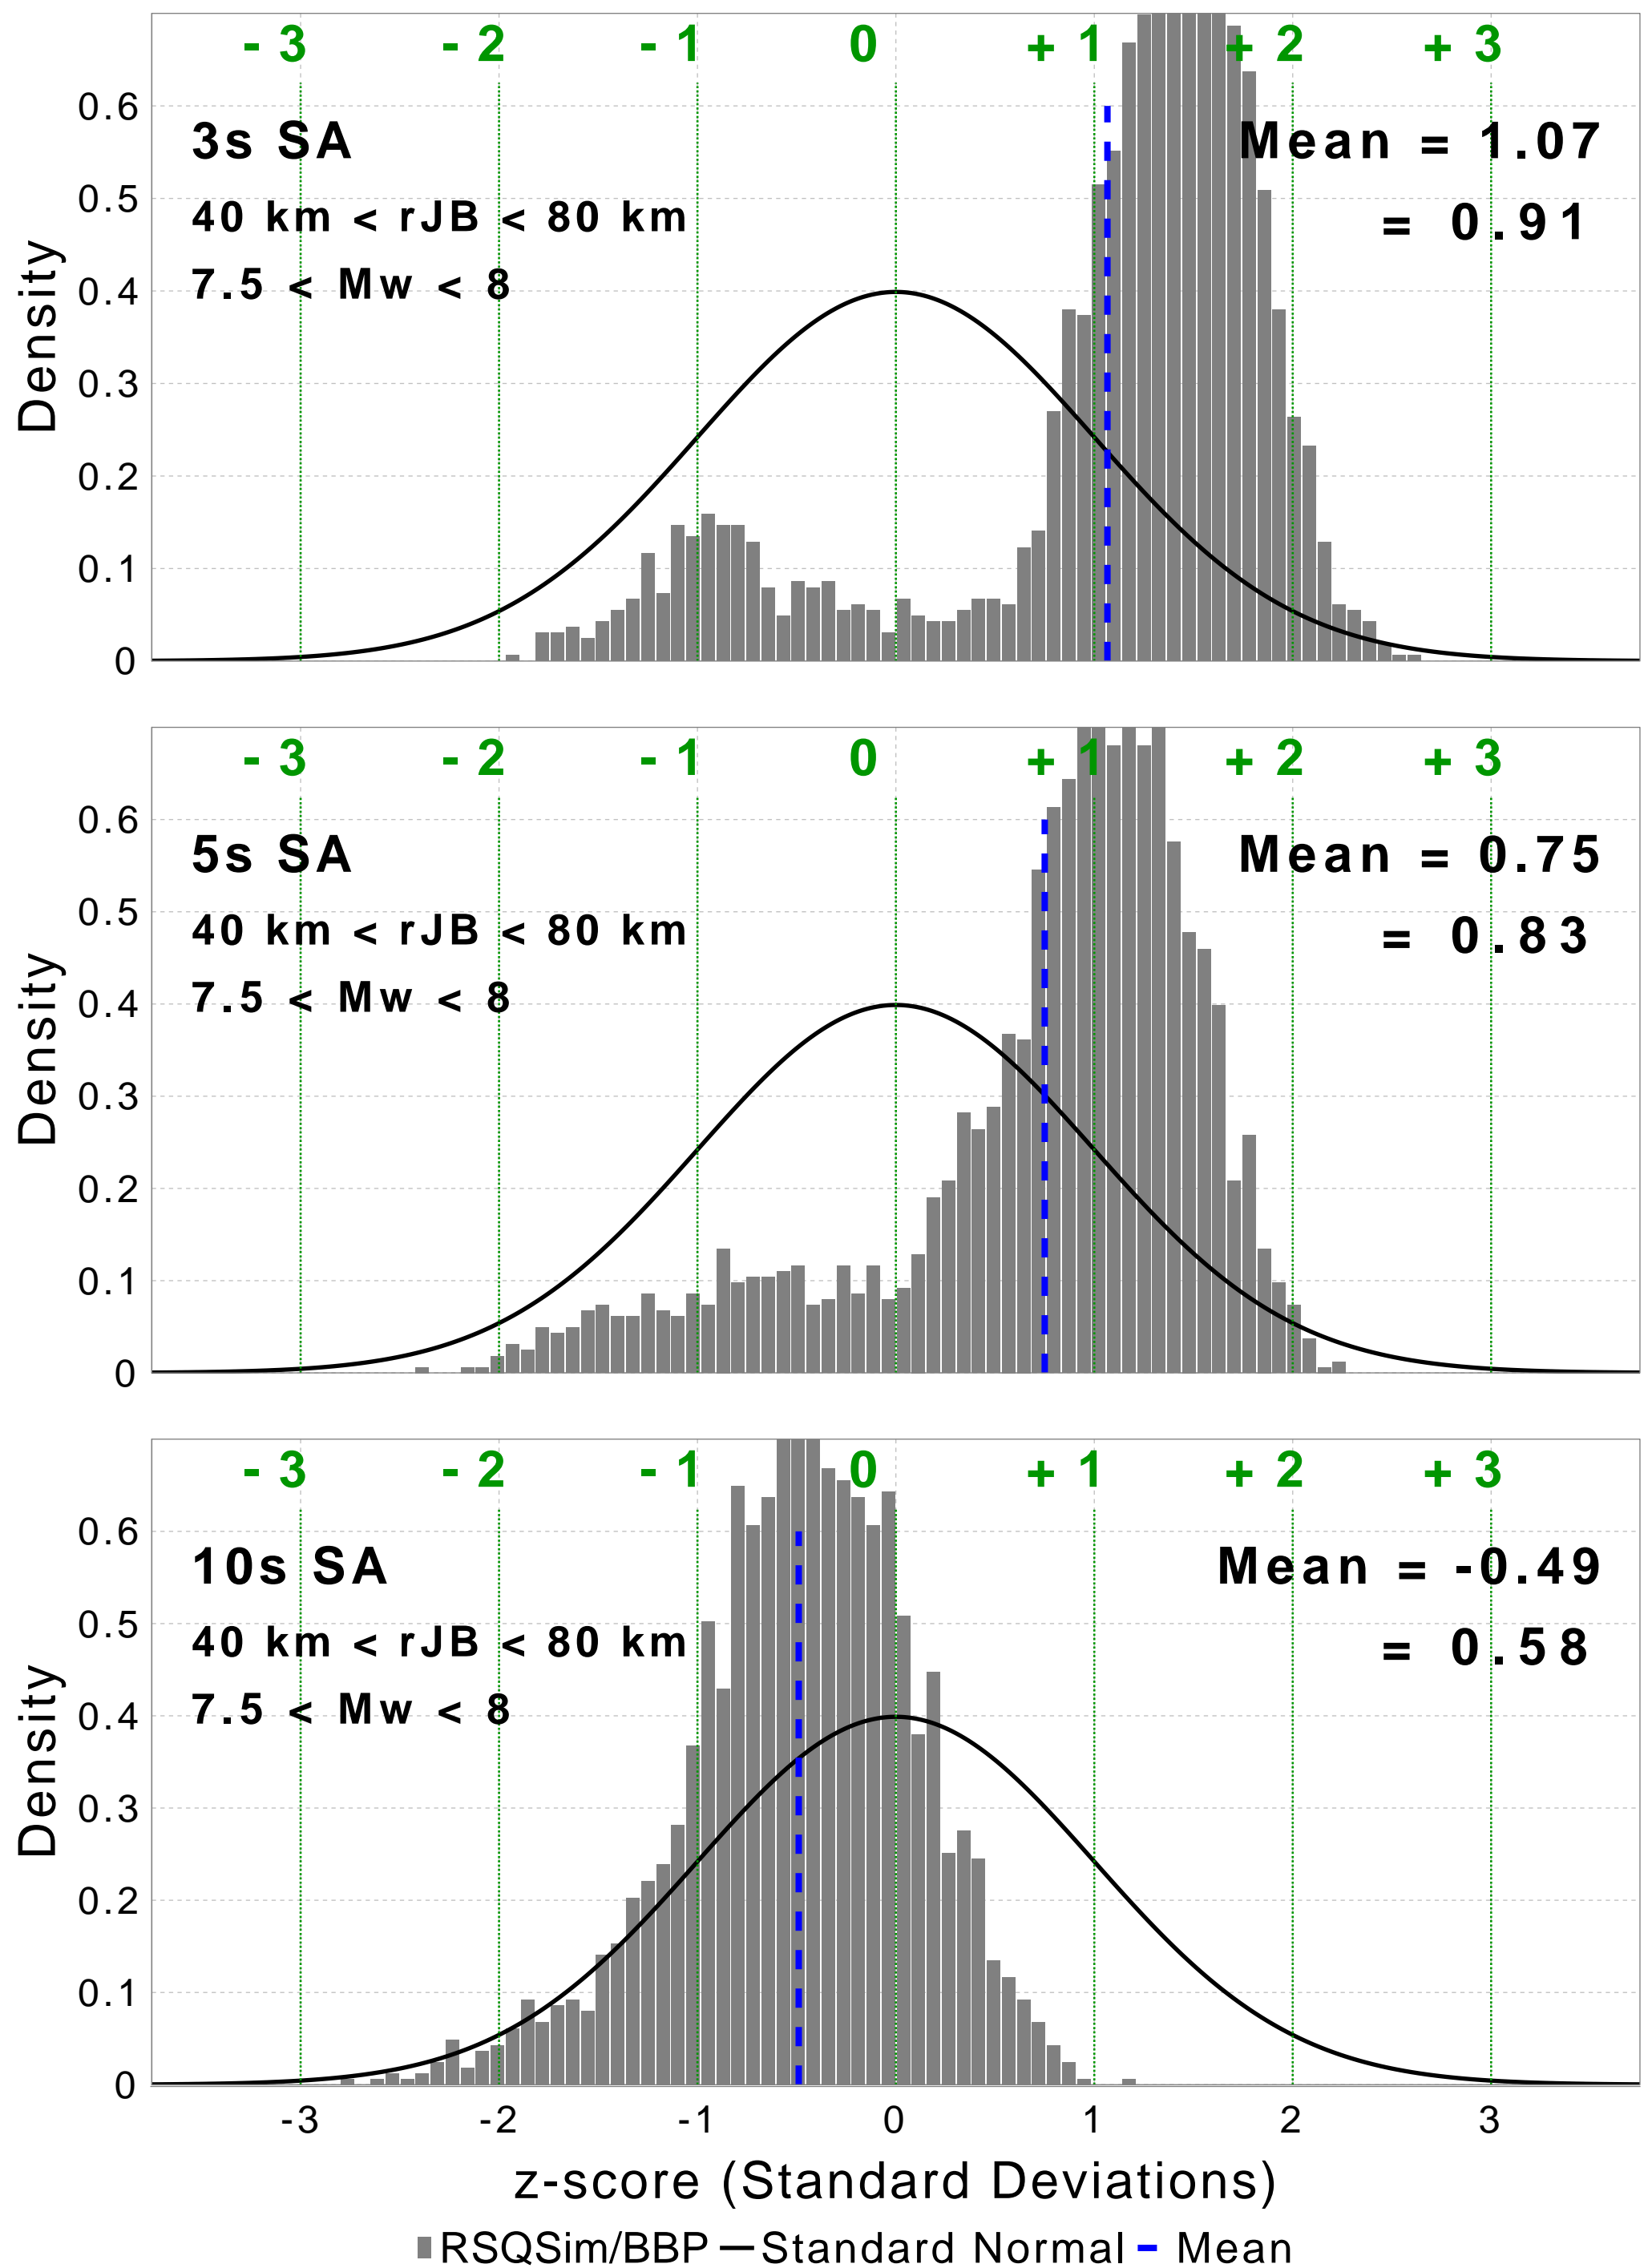 - 3 - 2 - 1 0 + 1 + 2 + 3
0.6
3s SA Mean = 1.07
0.5
40 km < rJB < 80 km = 0.91
7.5 < Mw < 8
0.4
0.3
0.2
0.1
0
Density
- 3 - 2 - 1 0 + 1 + 2 + 3
0.6
5s SA Mean = 0.75
0.5
40 km < rJB < 80 km = 0.83
7.5 < Mw < 8
0.4
0.3
0.2
0.1
0
Density
- 3 - 2 - 1 0 + 1 + 2 + 3
0.6
10s SA Mean = -0.49
0.5
40 km < rJB < 80 km = 0.58
7.5 < Mw < 8
0.4
0.3
0.2
0.1
0
Density
-3 -2 -1 0 1 2 3
z-score (Standard Deviations)
RSQSim/BBP Standard Normal Mean